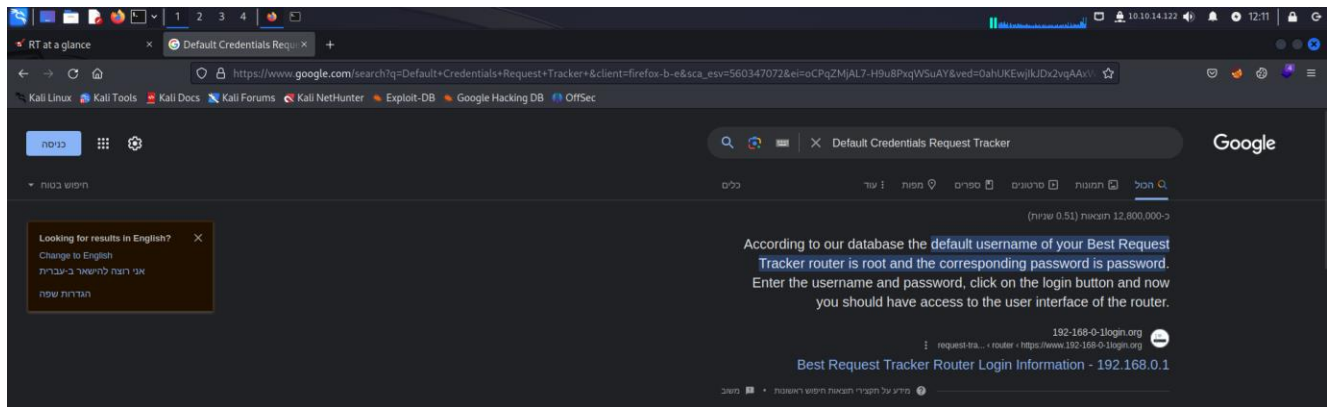 1 2 3 4
10.10.14.122 12:11
RT at a glance × Default Credentials Requ × +
https://www.google.com/search?q=Default+Credentials+Request+Tracker+&client=firefox-b-e&sca_esv=560347072&ei=oCPqZMjAL7-H9u8PxqWSuAY&ved=
Kali Linux Kali Tools Kali Docs Kali Forums Kali NetHunter Exploit-DB Google Hacking DB OffSec
כניסה
Default Credentials Request Tracker
Google
הכול תמונות סרטונים ספרים מפות עוד כלים
חיפוש בטוח
כ-12,800,000 תוצאות (0.51 שניות)
Looking for results in English?
Change to English
אני רוצה להישאר ב-עברית
הגדרות שפה
According to our database the default username of your Best Request
Tracker router is root and the corresponding password is password.
Enter the username and password, click on the login button and now
you should have access to the user interface of the router.
192-168-0-1login.org
https://www.192-168-0-1login.org › router › request-tra...
Best Request Tracker Router Login Information - 192.168.0.1
מידע על תקצירי תוצאות חיפוש ראשונות • משוב